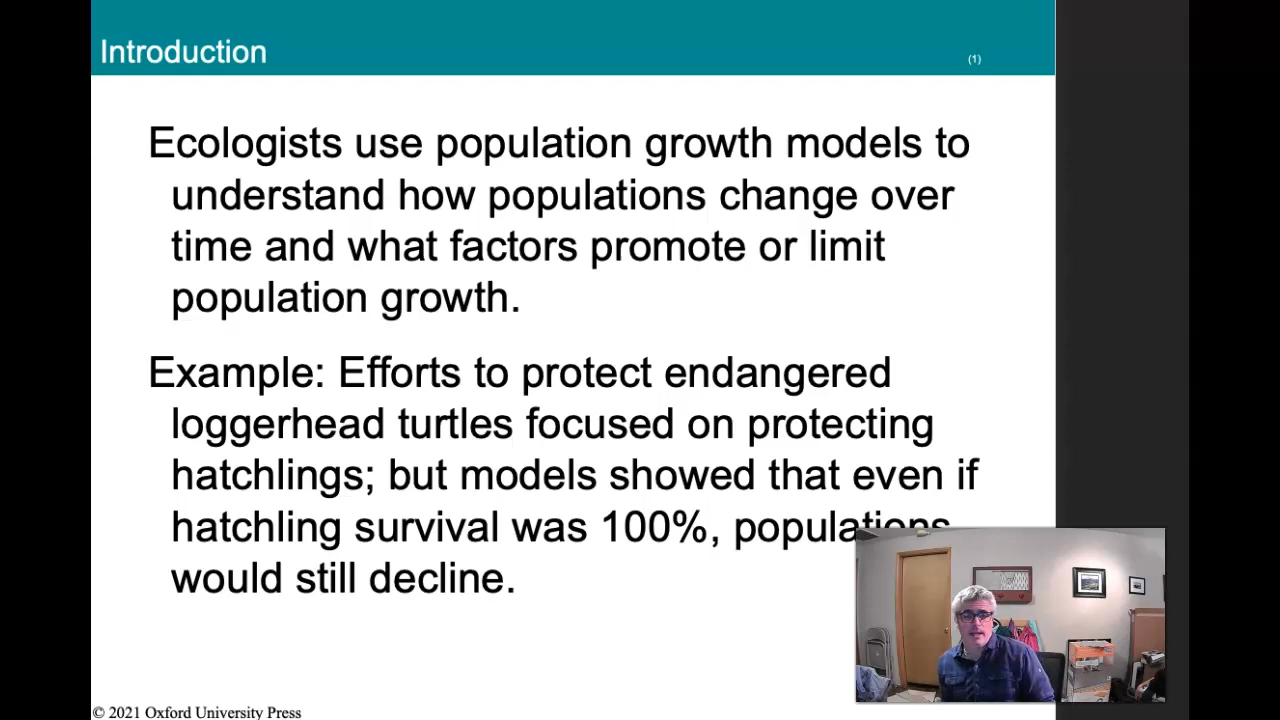 Introduction
(1)
Ecologists use population growth models to
understand how populations change over
time and what factors promote or limit
population growth.
Example: Efforts to protect endangered
loggerhead turtles focused on protecting
hatchlings; but models showed that even if
hatchling survival was 100%, populations
would still decline.
© 2021 Oxford University Press